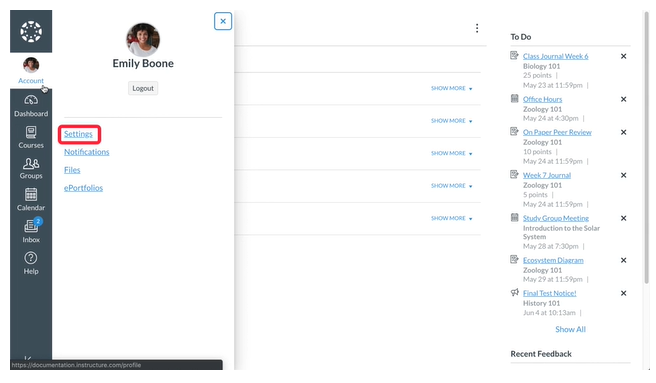 Account
Dashboard
Courses
Groups
Calendar
2
Inbox
Help
Emily Boone
Logout
Settings
Notifications
Files
ePortfolios
https://documentation.instructure.com/profile
SHOW MORE
SHOW MORE
SHOW MORE
SHOW MORE
SHOW MORE
To Do
Class Journal Week 6
Biology 101
25 points |
May 23 at 11:59pm |
Office Hours
Zoology 101
May 24 at 4:30pm |
On Paper Peer Review
Zoology 101
10 points |
May 24 at 11:59pm |
Week 7 Journal
Zoology 101
5 points |
May 24 at 11:59pm |
Study Group Meeting
Introduction to the Solar
System
May 28 at 7:30pm |
Ecosystem Diagram
Zoology 101
May 29 at 11:59pm |
Final Test Notice!
History 101
Jun 4 at 10:13am |
Show All
Recent Feedback